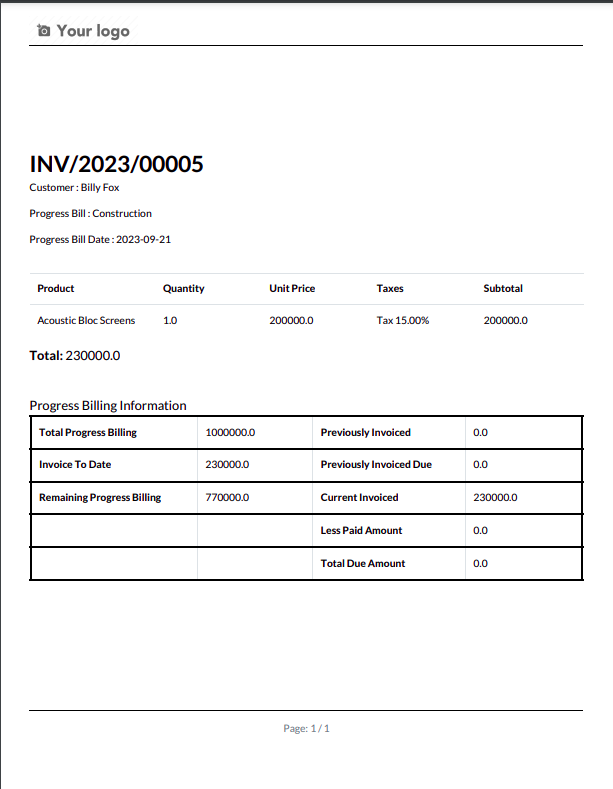 Your logo
INV/2023/00005
Customer : Billy Fox
Progress Bill : Construction
Progress Bill Date : 2023-09-21
Product Quantity Unit Price Taxes Subtotal
Acoustic Bloc Screens 1.0 200000.0 Tax 15.00% 200000.0
Total: 230000.0
Progress Billing Information
Total Progress Billing 1000000.0 Previously Invoiced 0.0
Invoice To Date 230000.0 Previously Invoiced Due 0.0
Remaining Progress Billing 770000.0 Current Invoiced 230000.0
Less Paid Amount 0.0
Total Due Amount 0.0
Page: 1 / 1